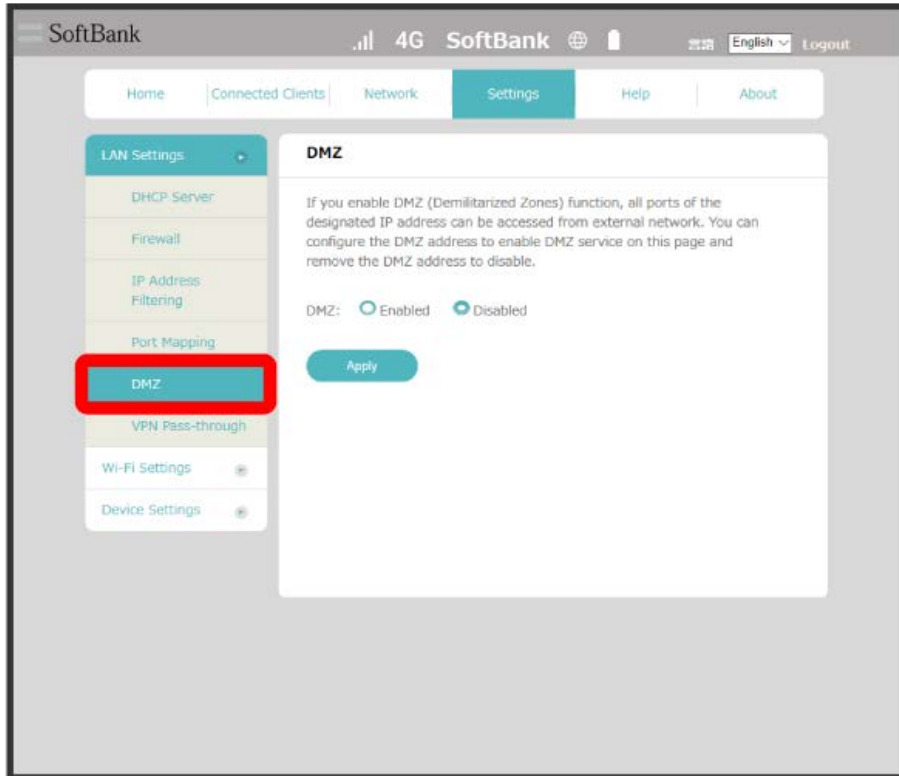 SoftBank
4G SoftBank
言語 English Logout
Home Connected Clients Network Settings Help About
LAN Settings
DHCP Server
Firewall
IP Address
Filtering
Port Mapping
DMZ
VPN Pass-through
Wi-Fi Settings
Device Settings
DMZ
If you enable DMZ (Demilitarized Zones) function, all ports of the
designated IP address can be accessed from external network. You can
configure the DMZ address to enable DMZ service on this page and
remove the DMZ address to disable.
DMZ: Enabled Disabled
Apply